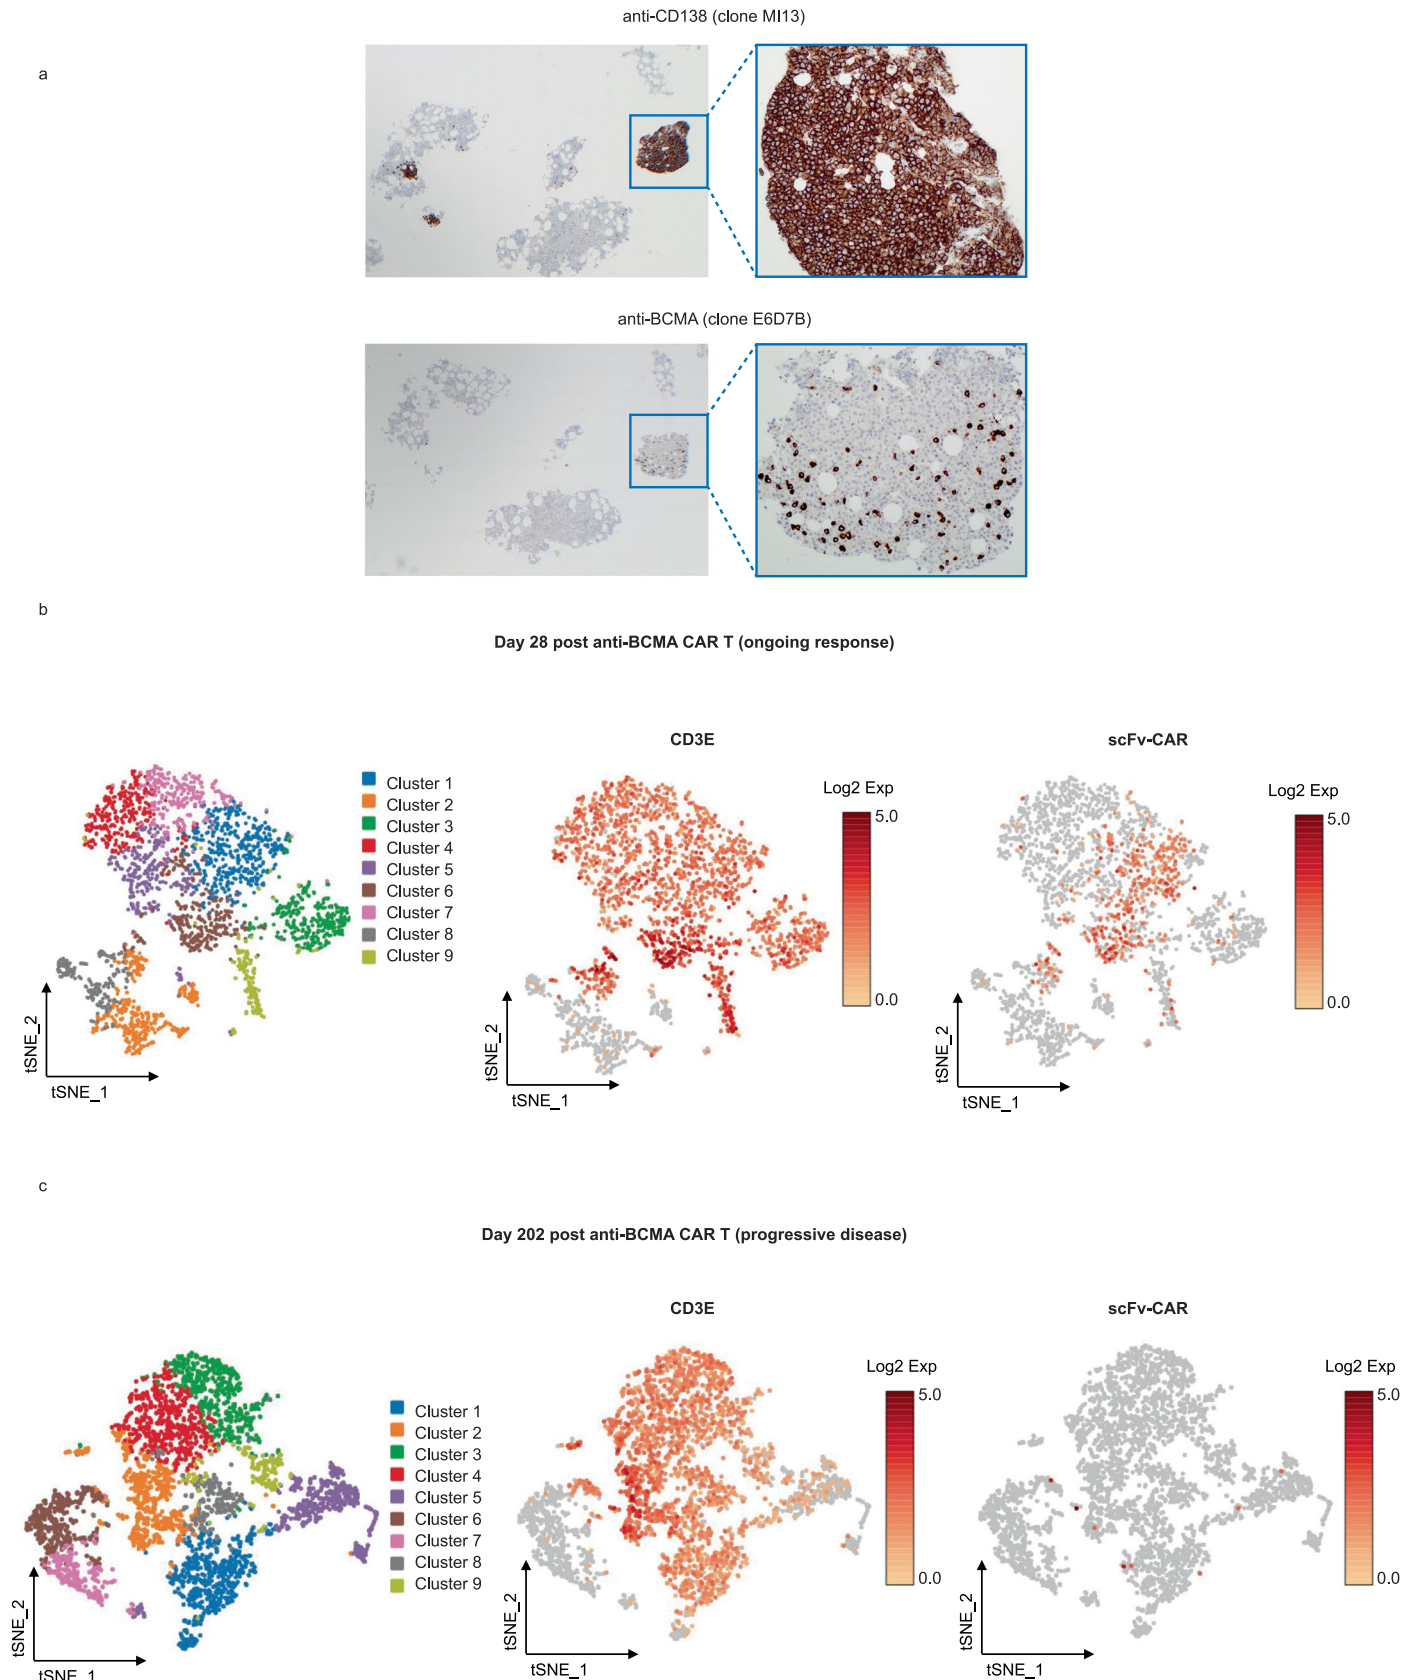 anti-CD138 (clone MI13)
a
anti-BCMA (clone E6D7B)
b
Day 28 post anti-BCMA CAR T (ongoing response)
Cluster 1
Cluster 2
Cluster 3
Cluster 4
Cluster 5
Cluster 6
Cluster 7
Cluster 8
Cluster 9
tSNE_2
tSNE_1
CD3E
Log2 Exp
5.0
0.0
tSNE_2
tSNE_1
scFv-CAR
Log2 Exp
5.0
0.0
tSNE_2
tSNE_1
c
Day 202 post anti-BCMA CAR T (progressive disease)
Cluster 1
Cluster 2
Cluster 3
Cluster 4
Cluster 5
Cluster 6
Cluster 7
Cluster 8
Cluster 9
tSNE_2
tSNE_1
CD3E
Log2 Exp
5.0
0.0
tSNE_2
tSNE_1
scFv-CAR
Log2 Exp
5.0
0.0
tSNE_2
tSNE_1